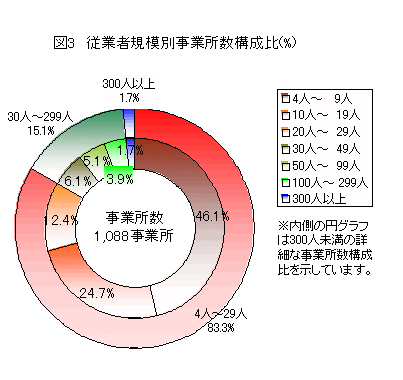 図3 従業者規模別事業所数構成比(%)
300人以上
1.7%
30人～299人
15.1%
5.1%
1.7%
6.1%
3.9%
12.4%
46.1%
事業所数
1,088事業所
24.7%
4人～29人
83.3%
4人～ 9人
10人～ 19人
20人～ 29人
30人～ 49人
50人～ 99人
100人～299人
300人以上
※内側の円グラフ
は300人未満の詳
細な事業所数構成
比を示しています。